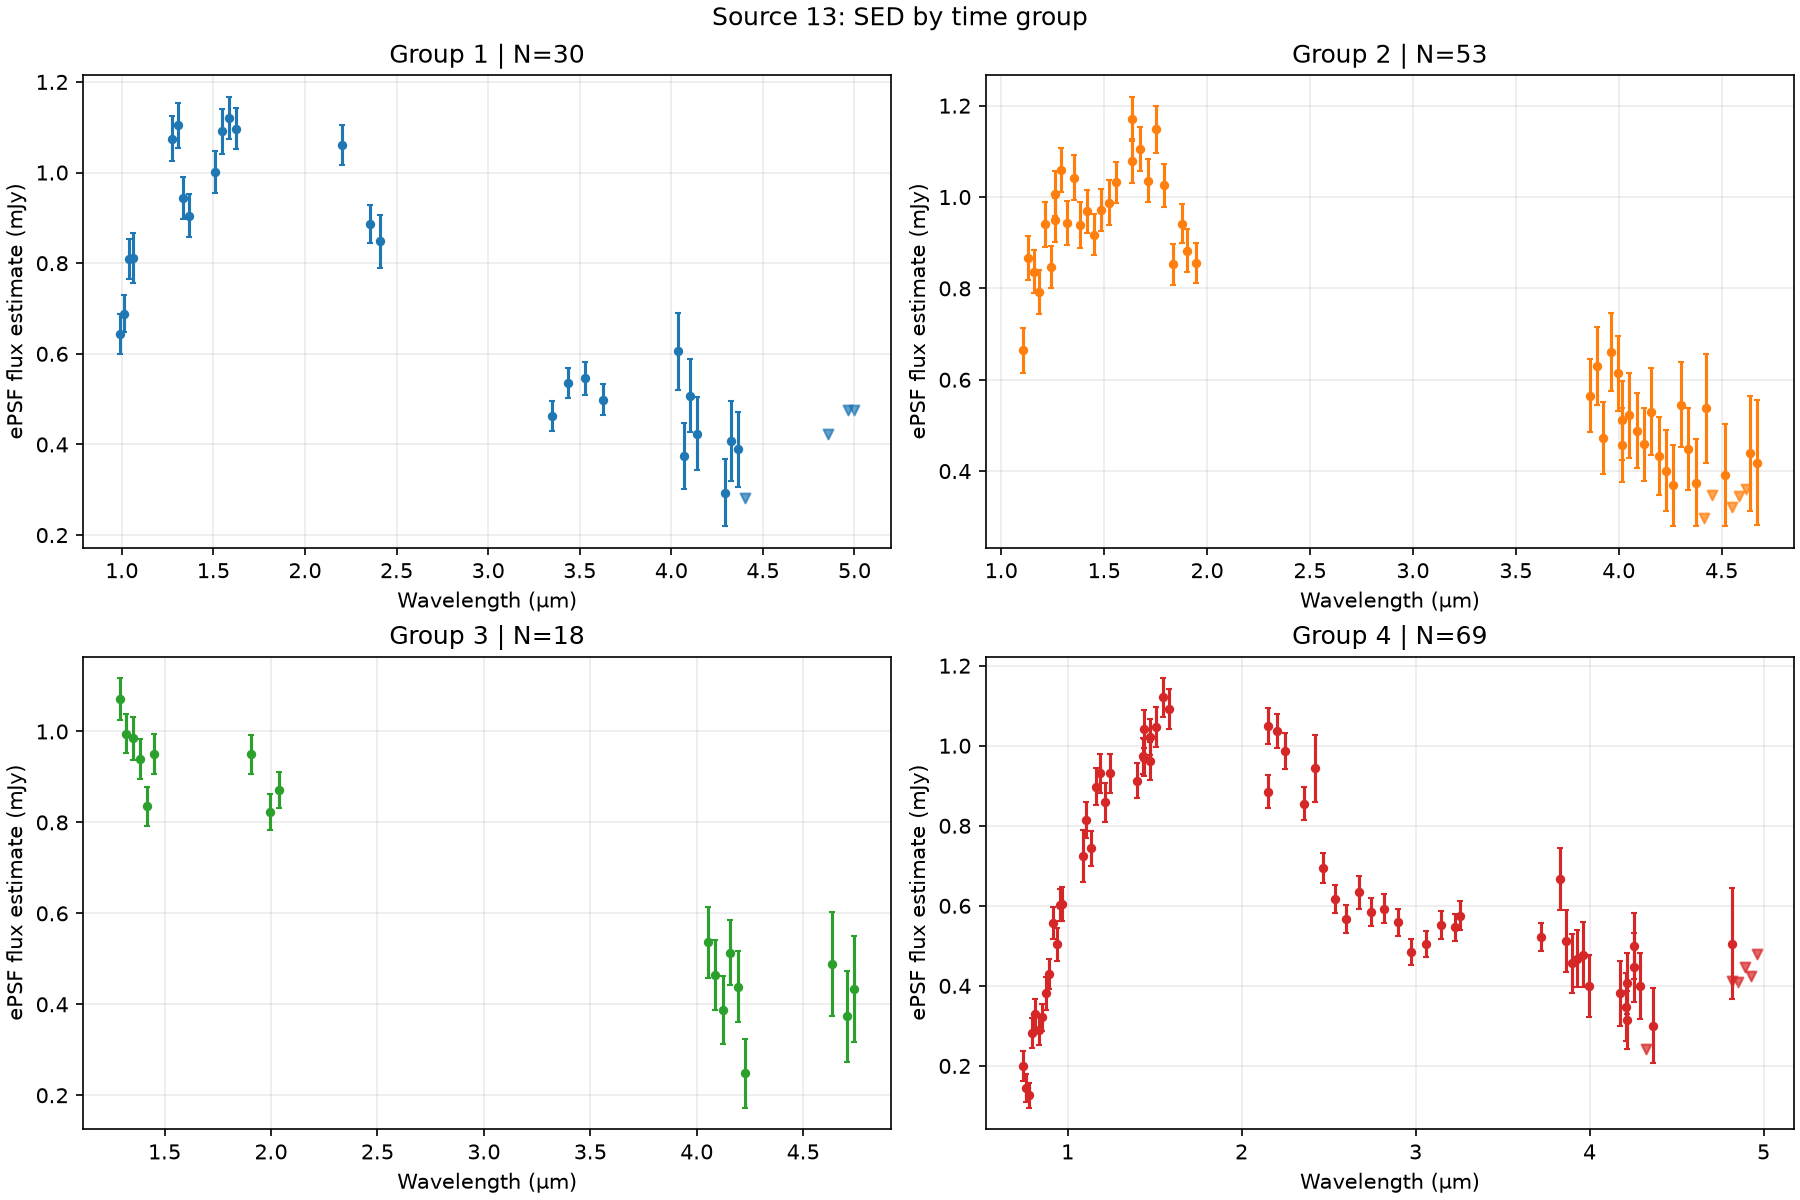 Source 13: SED by time group
Group 1 | N=30
ePSF flux estimate (mJy)
1.2
1.0
0.8
0.6
0.4
0.2
1.0 1.5 2.0 2.5 3.0 3.5 4.0 4.5 5.0
Wavelength (µm)
Group 2 | N=53
ePSF flux estimate (mJy)
1.2
1.0
0.8
0.6
0.4
1.0 1.5 2.0 2.5 3.0 3.5 4.0 4.5
Wavelength (µm)
Group 3 | N=18
ePSF flux estimate (mJy)
1.0
0.8
0.6
0.4
0.2
1.5 2.0 2.5 3.0 3.5 4.0 4.5
Wavelength (µm)
Group 4 | N=69
ePSF flux estimate (mJy)
1.2
1.0
0.8
0.6
0.4
0.2
1 2 3 4 5
Wavelength (µm)